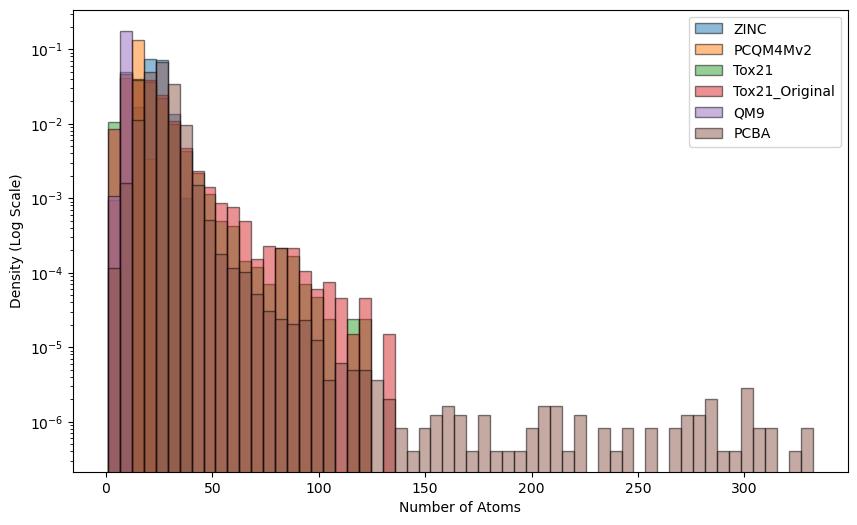 ZINC
PCQM4Mv2
Tox21
Tox21_Original
QM9
PCBA
Density (Log Scale)
10⁻¹
10⁻²
10⁻³
10⁻⁴
10⁻⁵
10⁻⁶
0 50 100 150 200 250 300
Number of Atoms